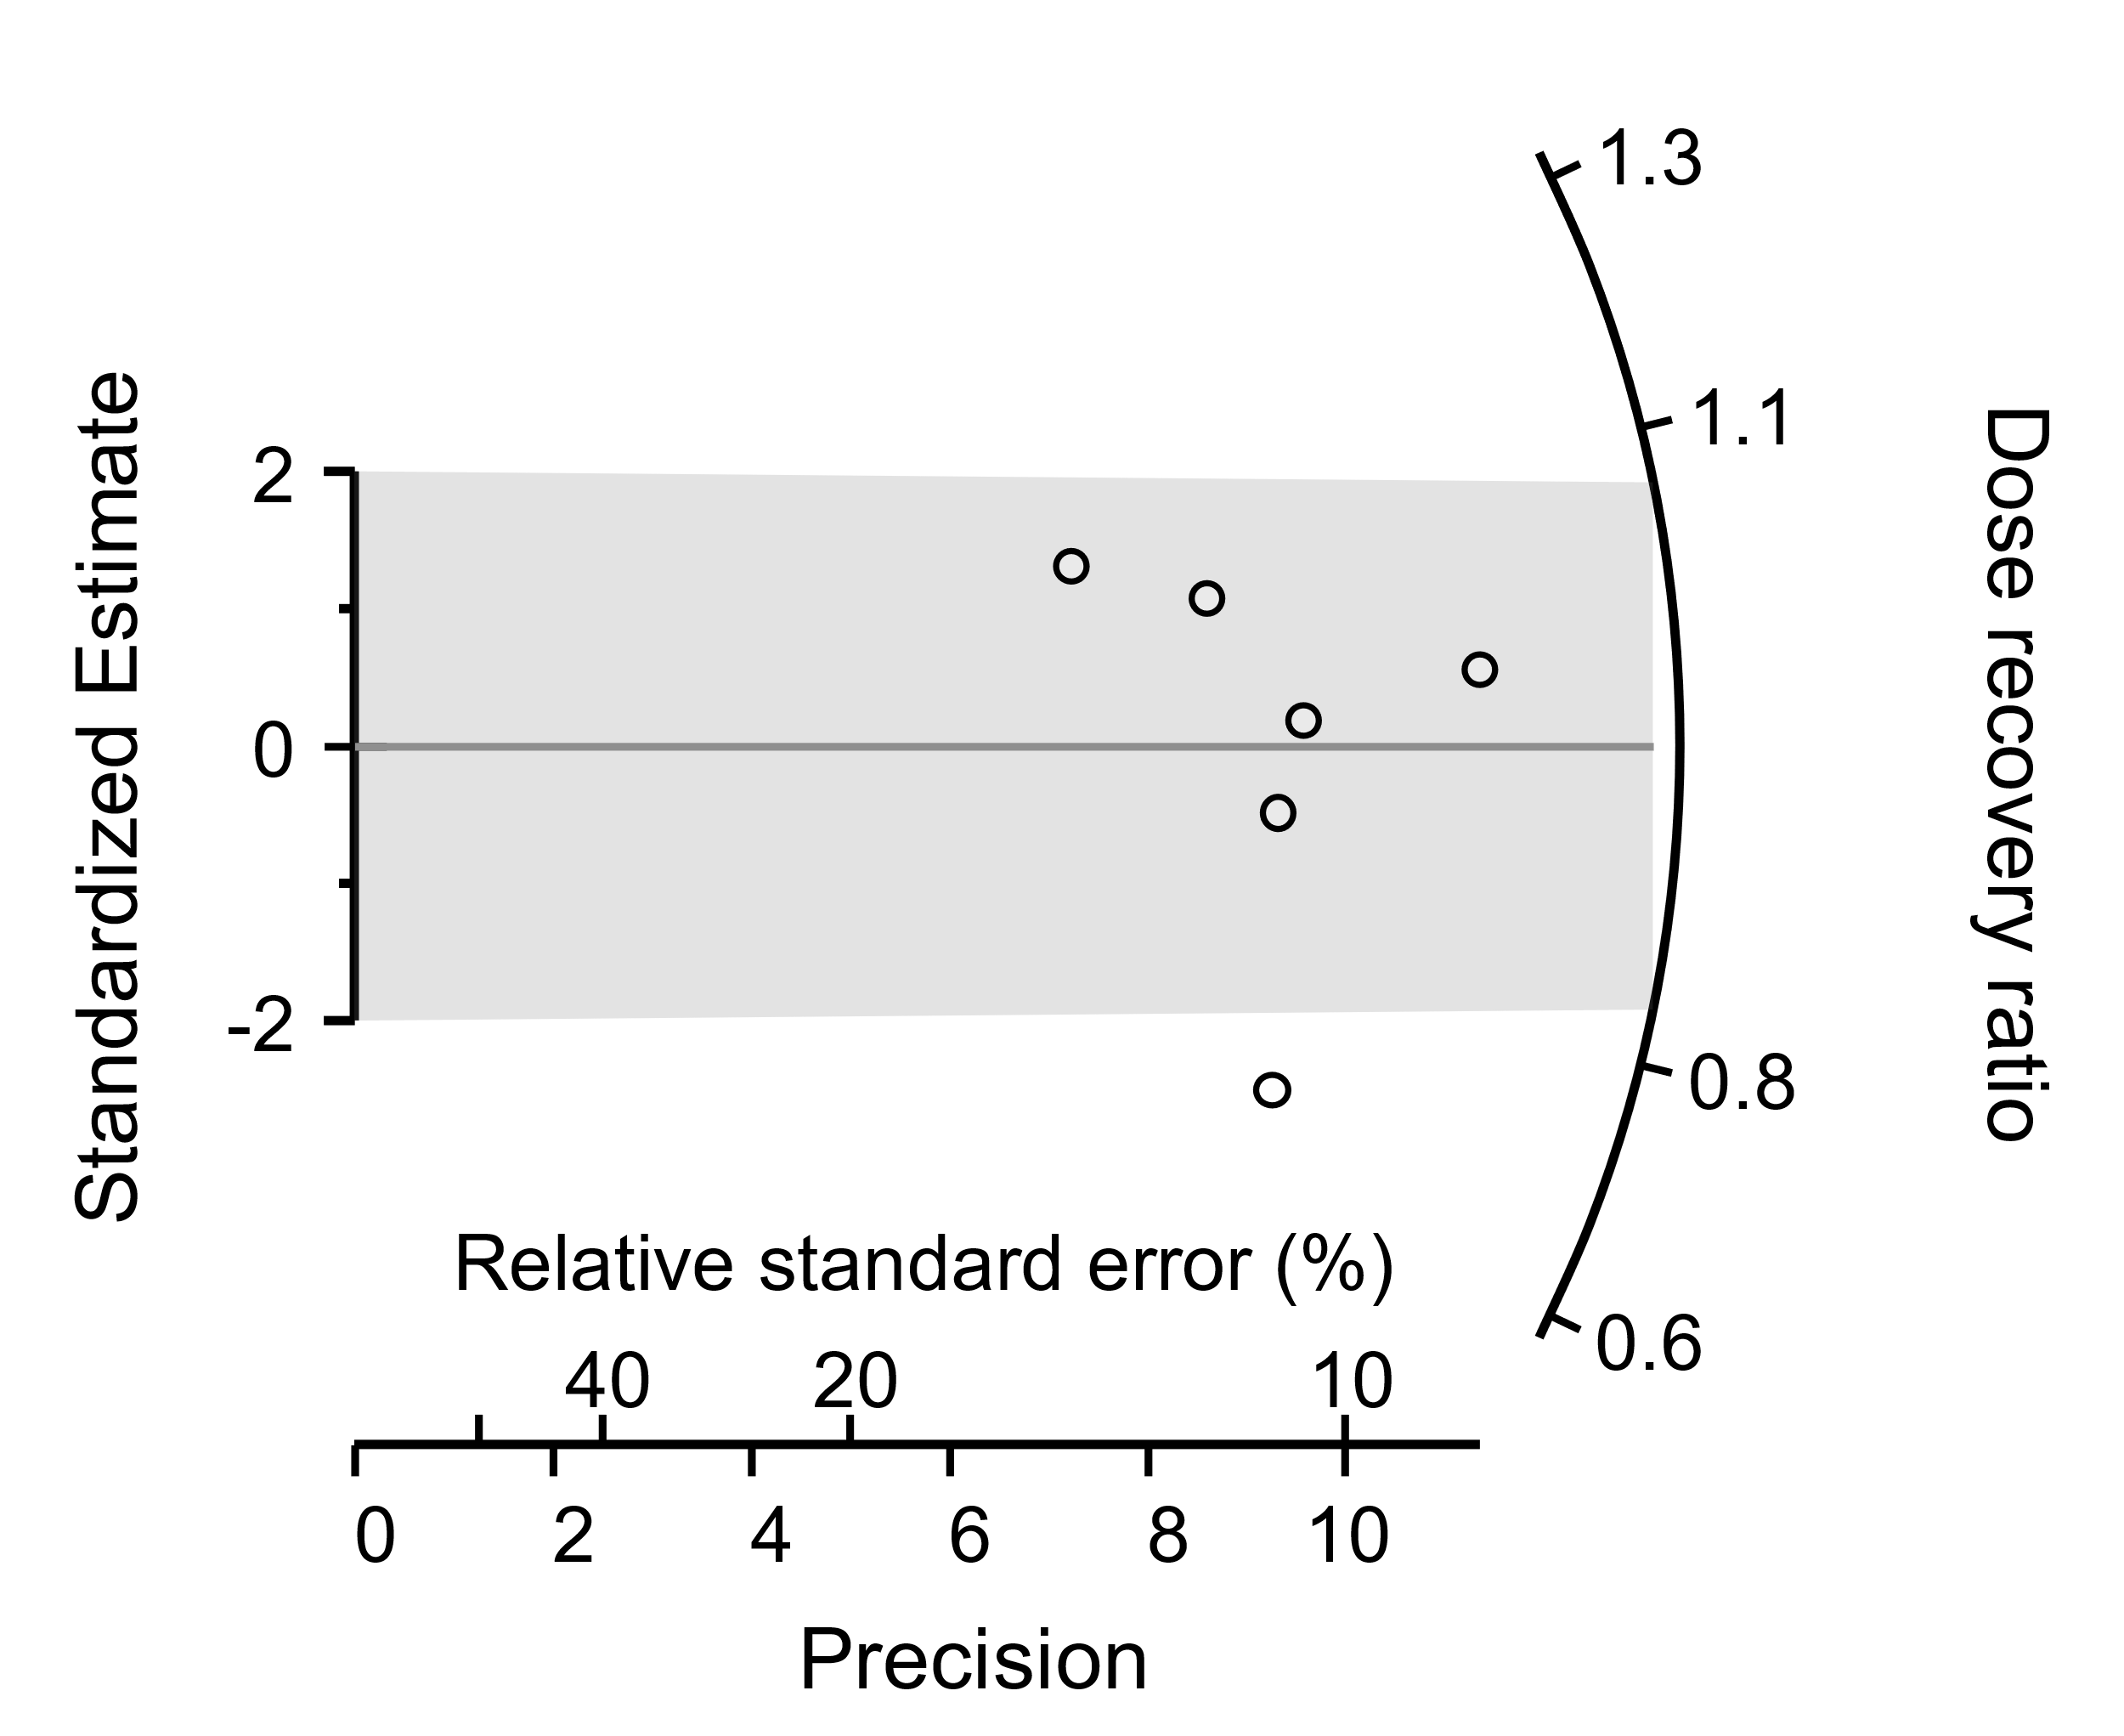 Standardized Estimate
2
0
-2
1.3
1.1
0.8
0.6
Dose recovery ratio
Relative standard error (%)
40 20 10
0 2 4 6 8 10
Precision